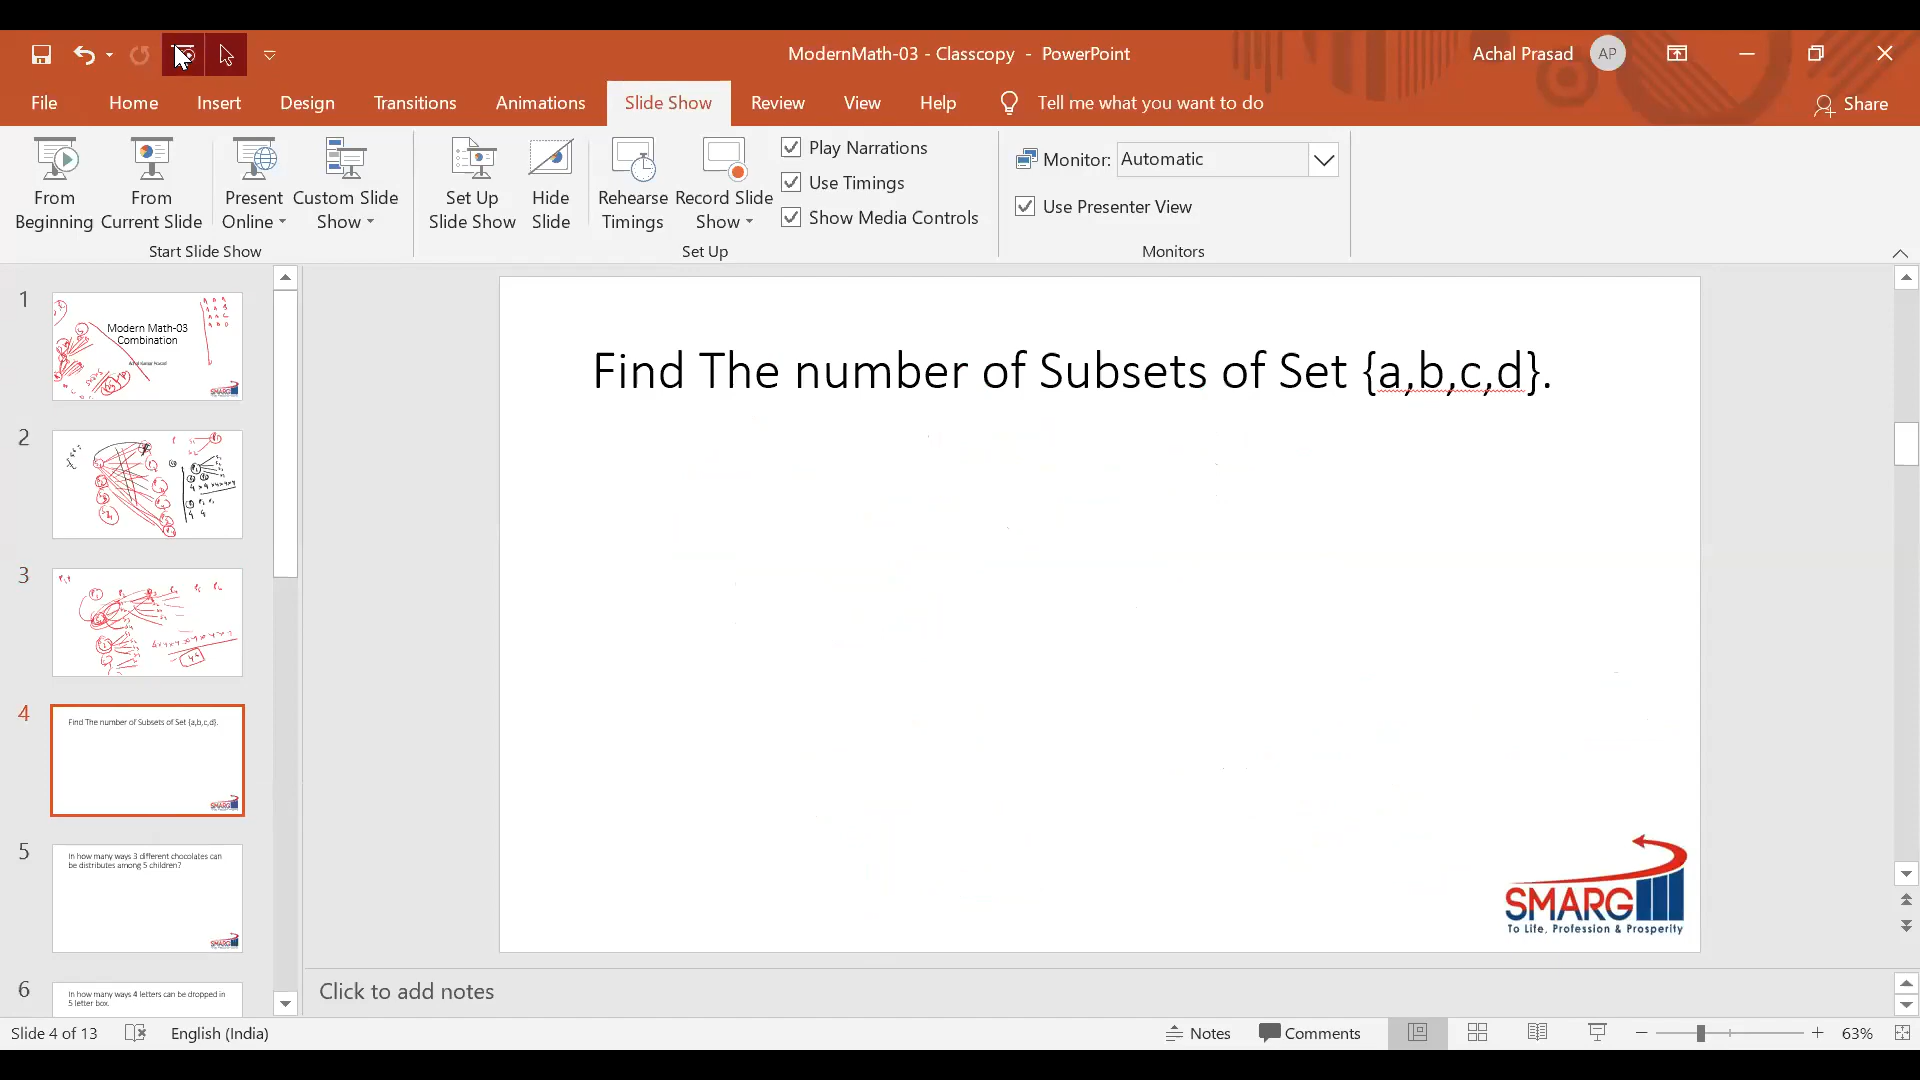 ModernMath-03 - Classcopy - PowerPoint
Achal Prasad
AP
File
Home
Insert
Design
Transitions
Animations
Slide Show
Review
View
Help
Tell me what you want to do
Share
From Beginning
From Current Slide
Present Online
Custom Slide Show
Set Up Slide Show
Hide Slide
Rehearse Timings
Record Slide Show
Play Narrations
Use Timings
Show Media Controls
Monitor:
Automatic
Use Presenter View
Start Slide Show
Set Up
Monitors
1
Modern Math-03
Combination
2
3
4
Find The number of Subsets of Set {a,b,c,d}.
5
In how many ways 3 different chocolates can
be distributes among 5 children?
6
In how many ways 4 letters can be dropped in
5 letter box.
Find The number of Subsets of Set {a,b,c,d}.
SMARG
To Life, Profession & Prosperity
Click to add notes
Slide 4 of 13
English (India)
Notes
Comments
63%